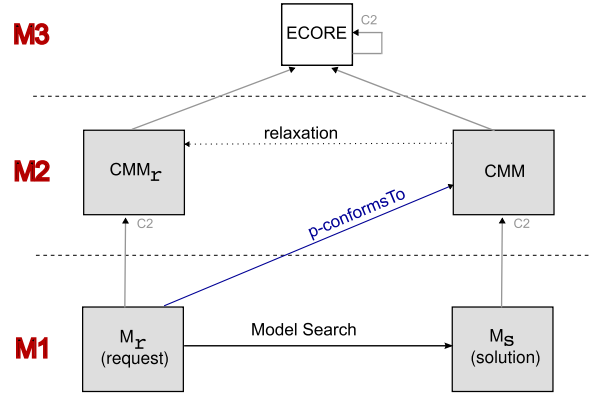 M3
ECORE
C2
relaxation
M2
CMMr
CMM
p-conformsTo
C2
C2
Model Search
M1
Mr
(request)
Ms
(solution)